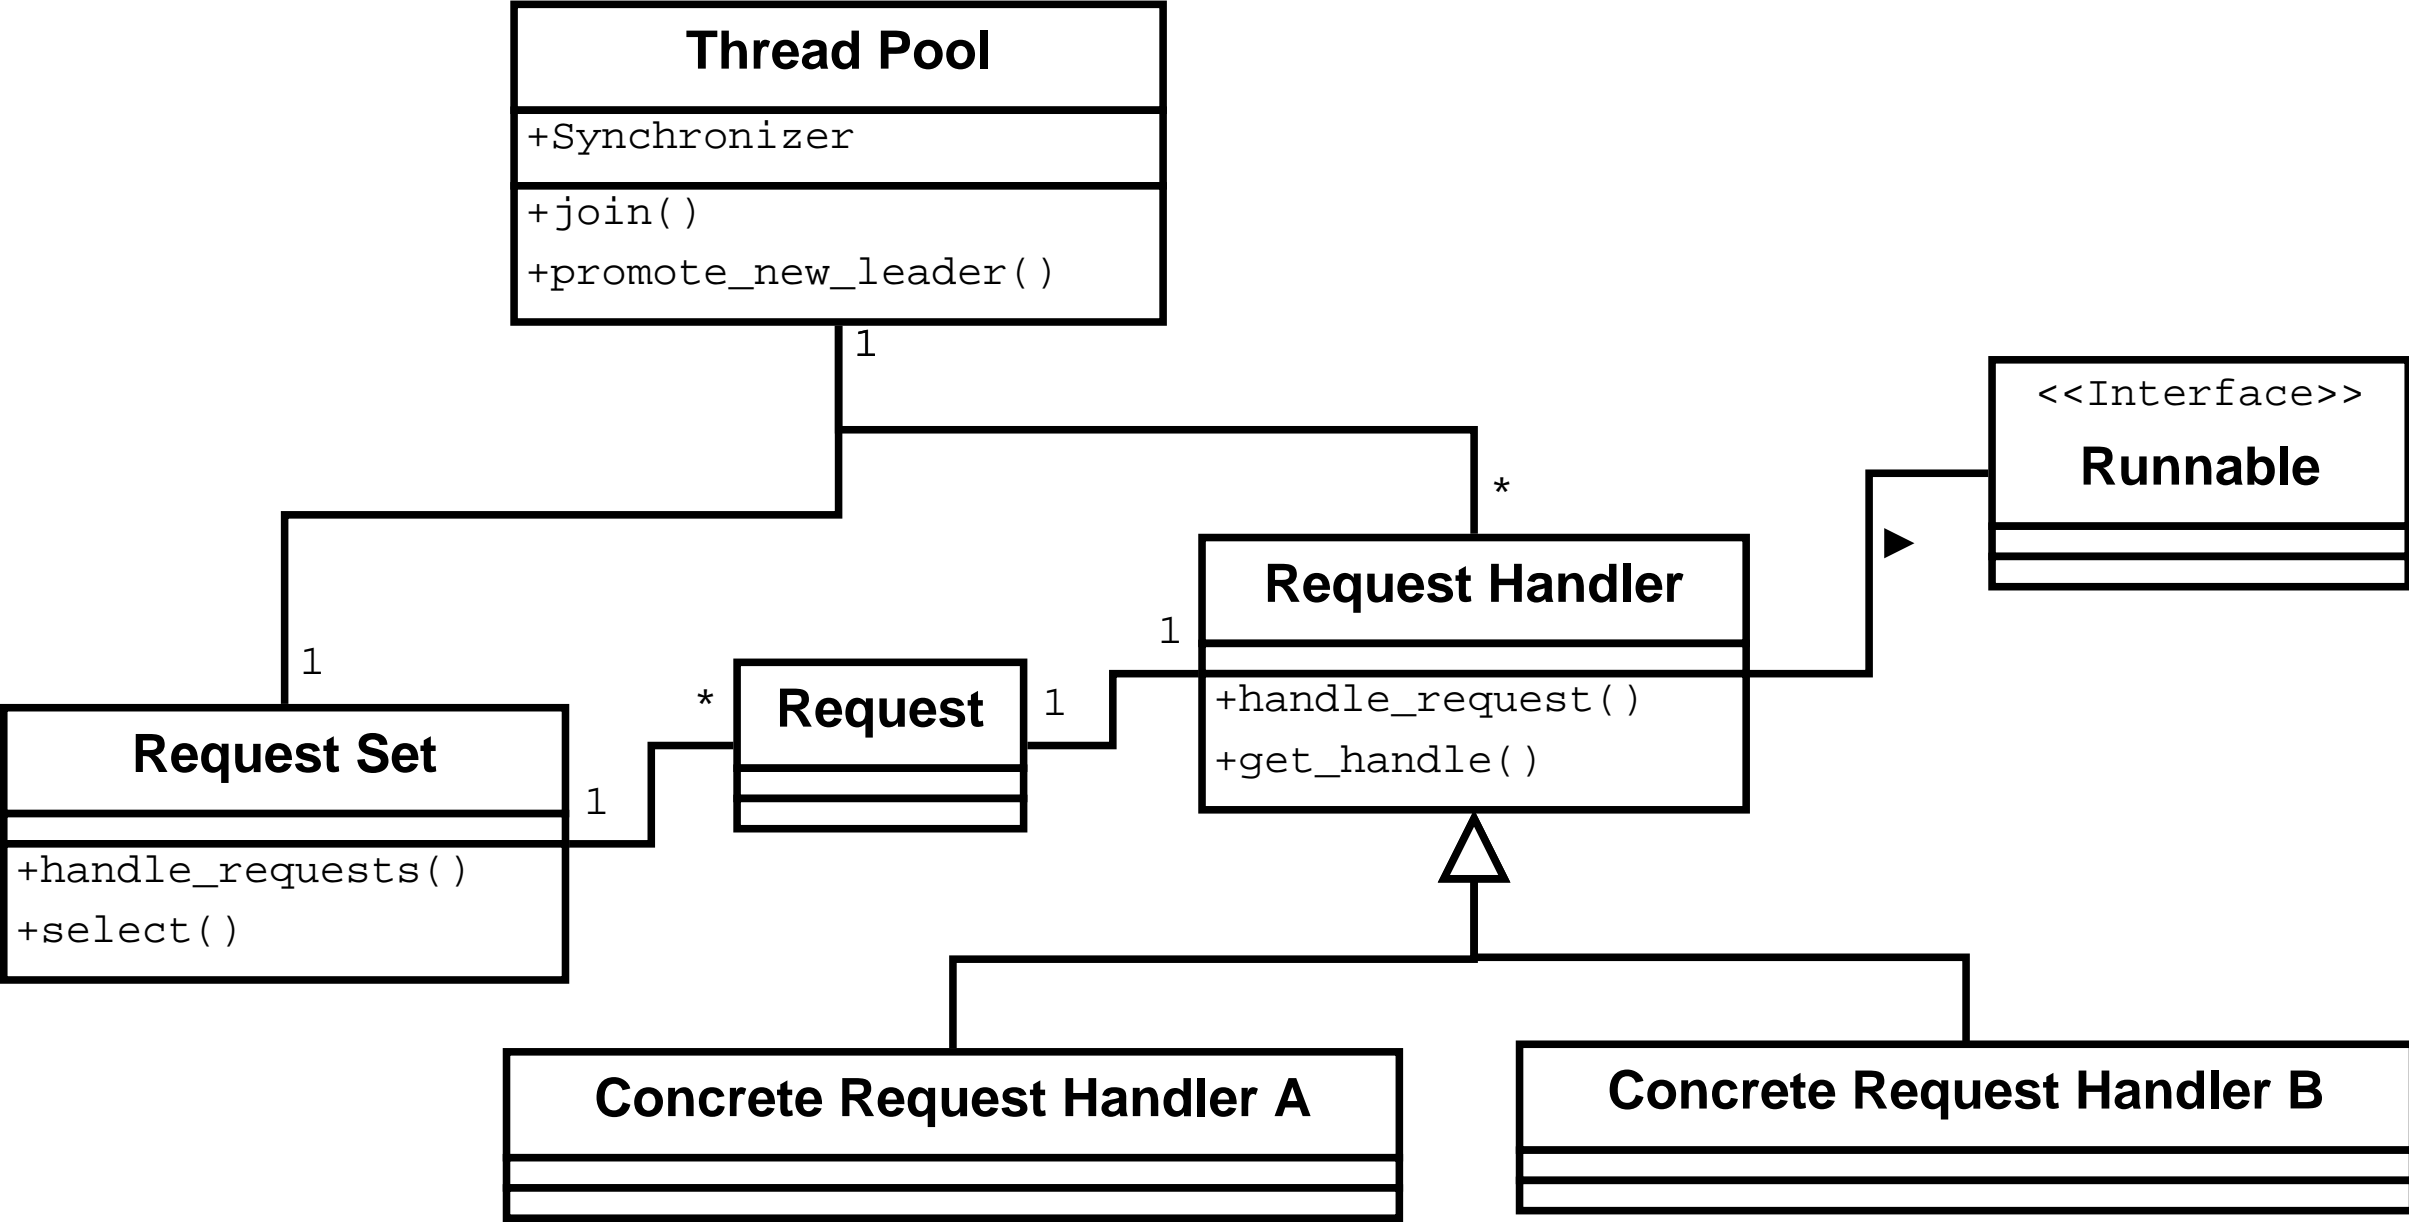 Thread Pool
+Synchronizer
+join()
+promote_new_leader()
1
*
1
<<Interface>>
Runnable
Request Handler
+handle_request()
+get_handle()
1
1
Request
*
1
Request Set
+handle_requests()
+select()
Concrete Request Handler A
Concrete Request Handler B